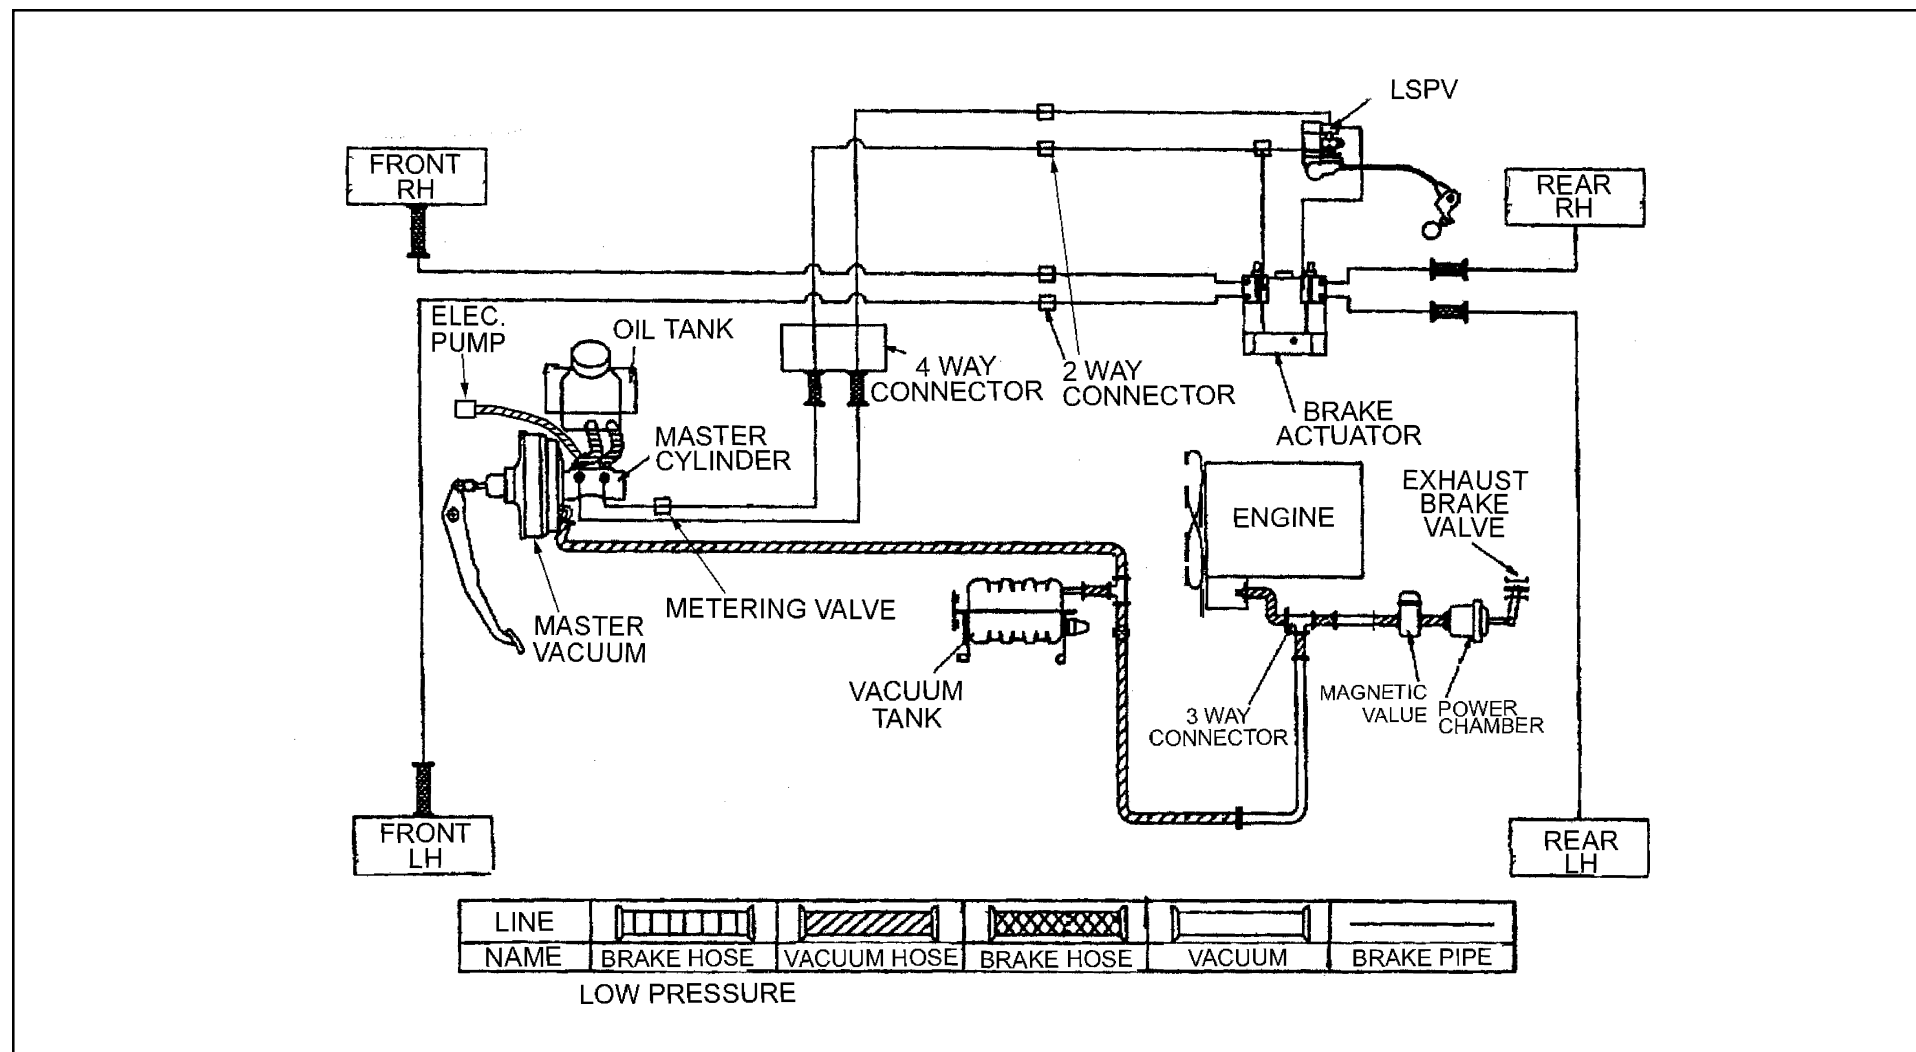 LSPV
FRONT
RH
REAR
RH
ELEC.
PUMP
OIL TANK
4 WAY
CONNECTOR
2 WAY
CONNECTOR
BRAKE
ACTUATOR
MASTER
CYLINDER
EXHAUST
BRAKE
VALVE
ENGINE
METERING VALVE
MASTER
VACUUM
VACUUM
TANK
3 WAY
CONNECTOR
MAGNETIC
VALUE
POWER
CHAMBER
FRONT
LH
REAR
LH
LINE
NAME BRAKE HOSE VACUUM HOSE BRAKE HOSE VACUUM BRAKE PIPE
LOW PRESSURE